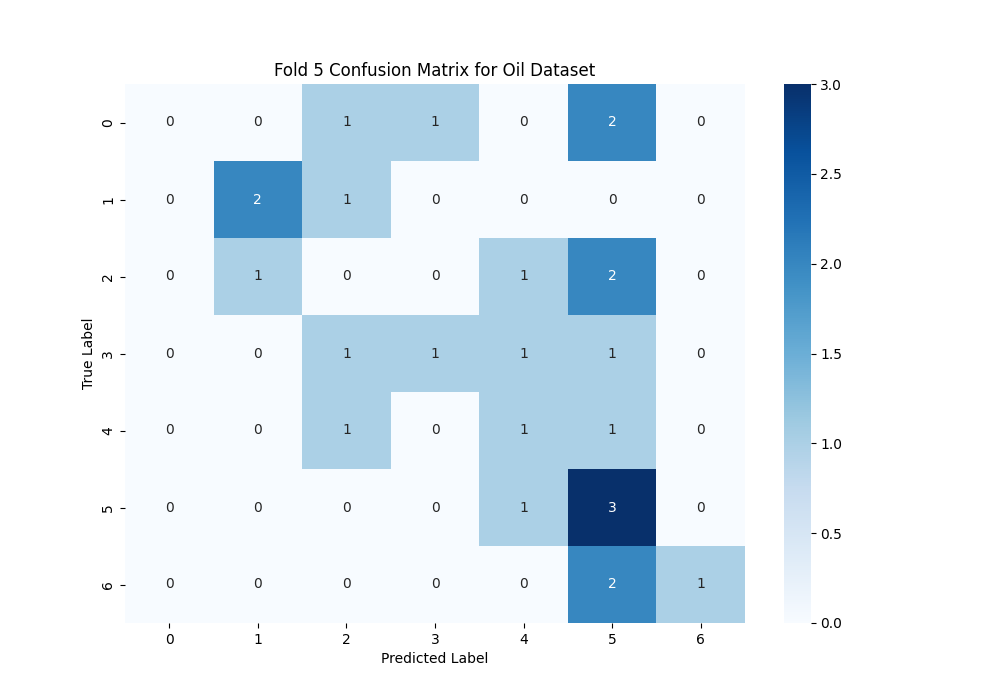 Fold 5 Confusion Matrix for Oil Dataset
True Label
0 0 0 1 1 0 2 0
1 0 2 1 0 0 0 0
2 0 1 0 0 1 2 0
3 0 0 1 1 1 1 0
4 0 0 1 0 1 1 0
5 0 0 0 0 1 3 0
6 0 0 0 0 0 2 1
0 1 2 3 4 5 6
Predicted Label
3.0
2.5
2.0
1.5
1.0
0.5
0.0